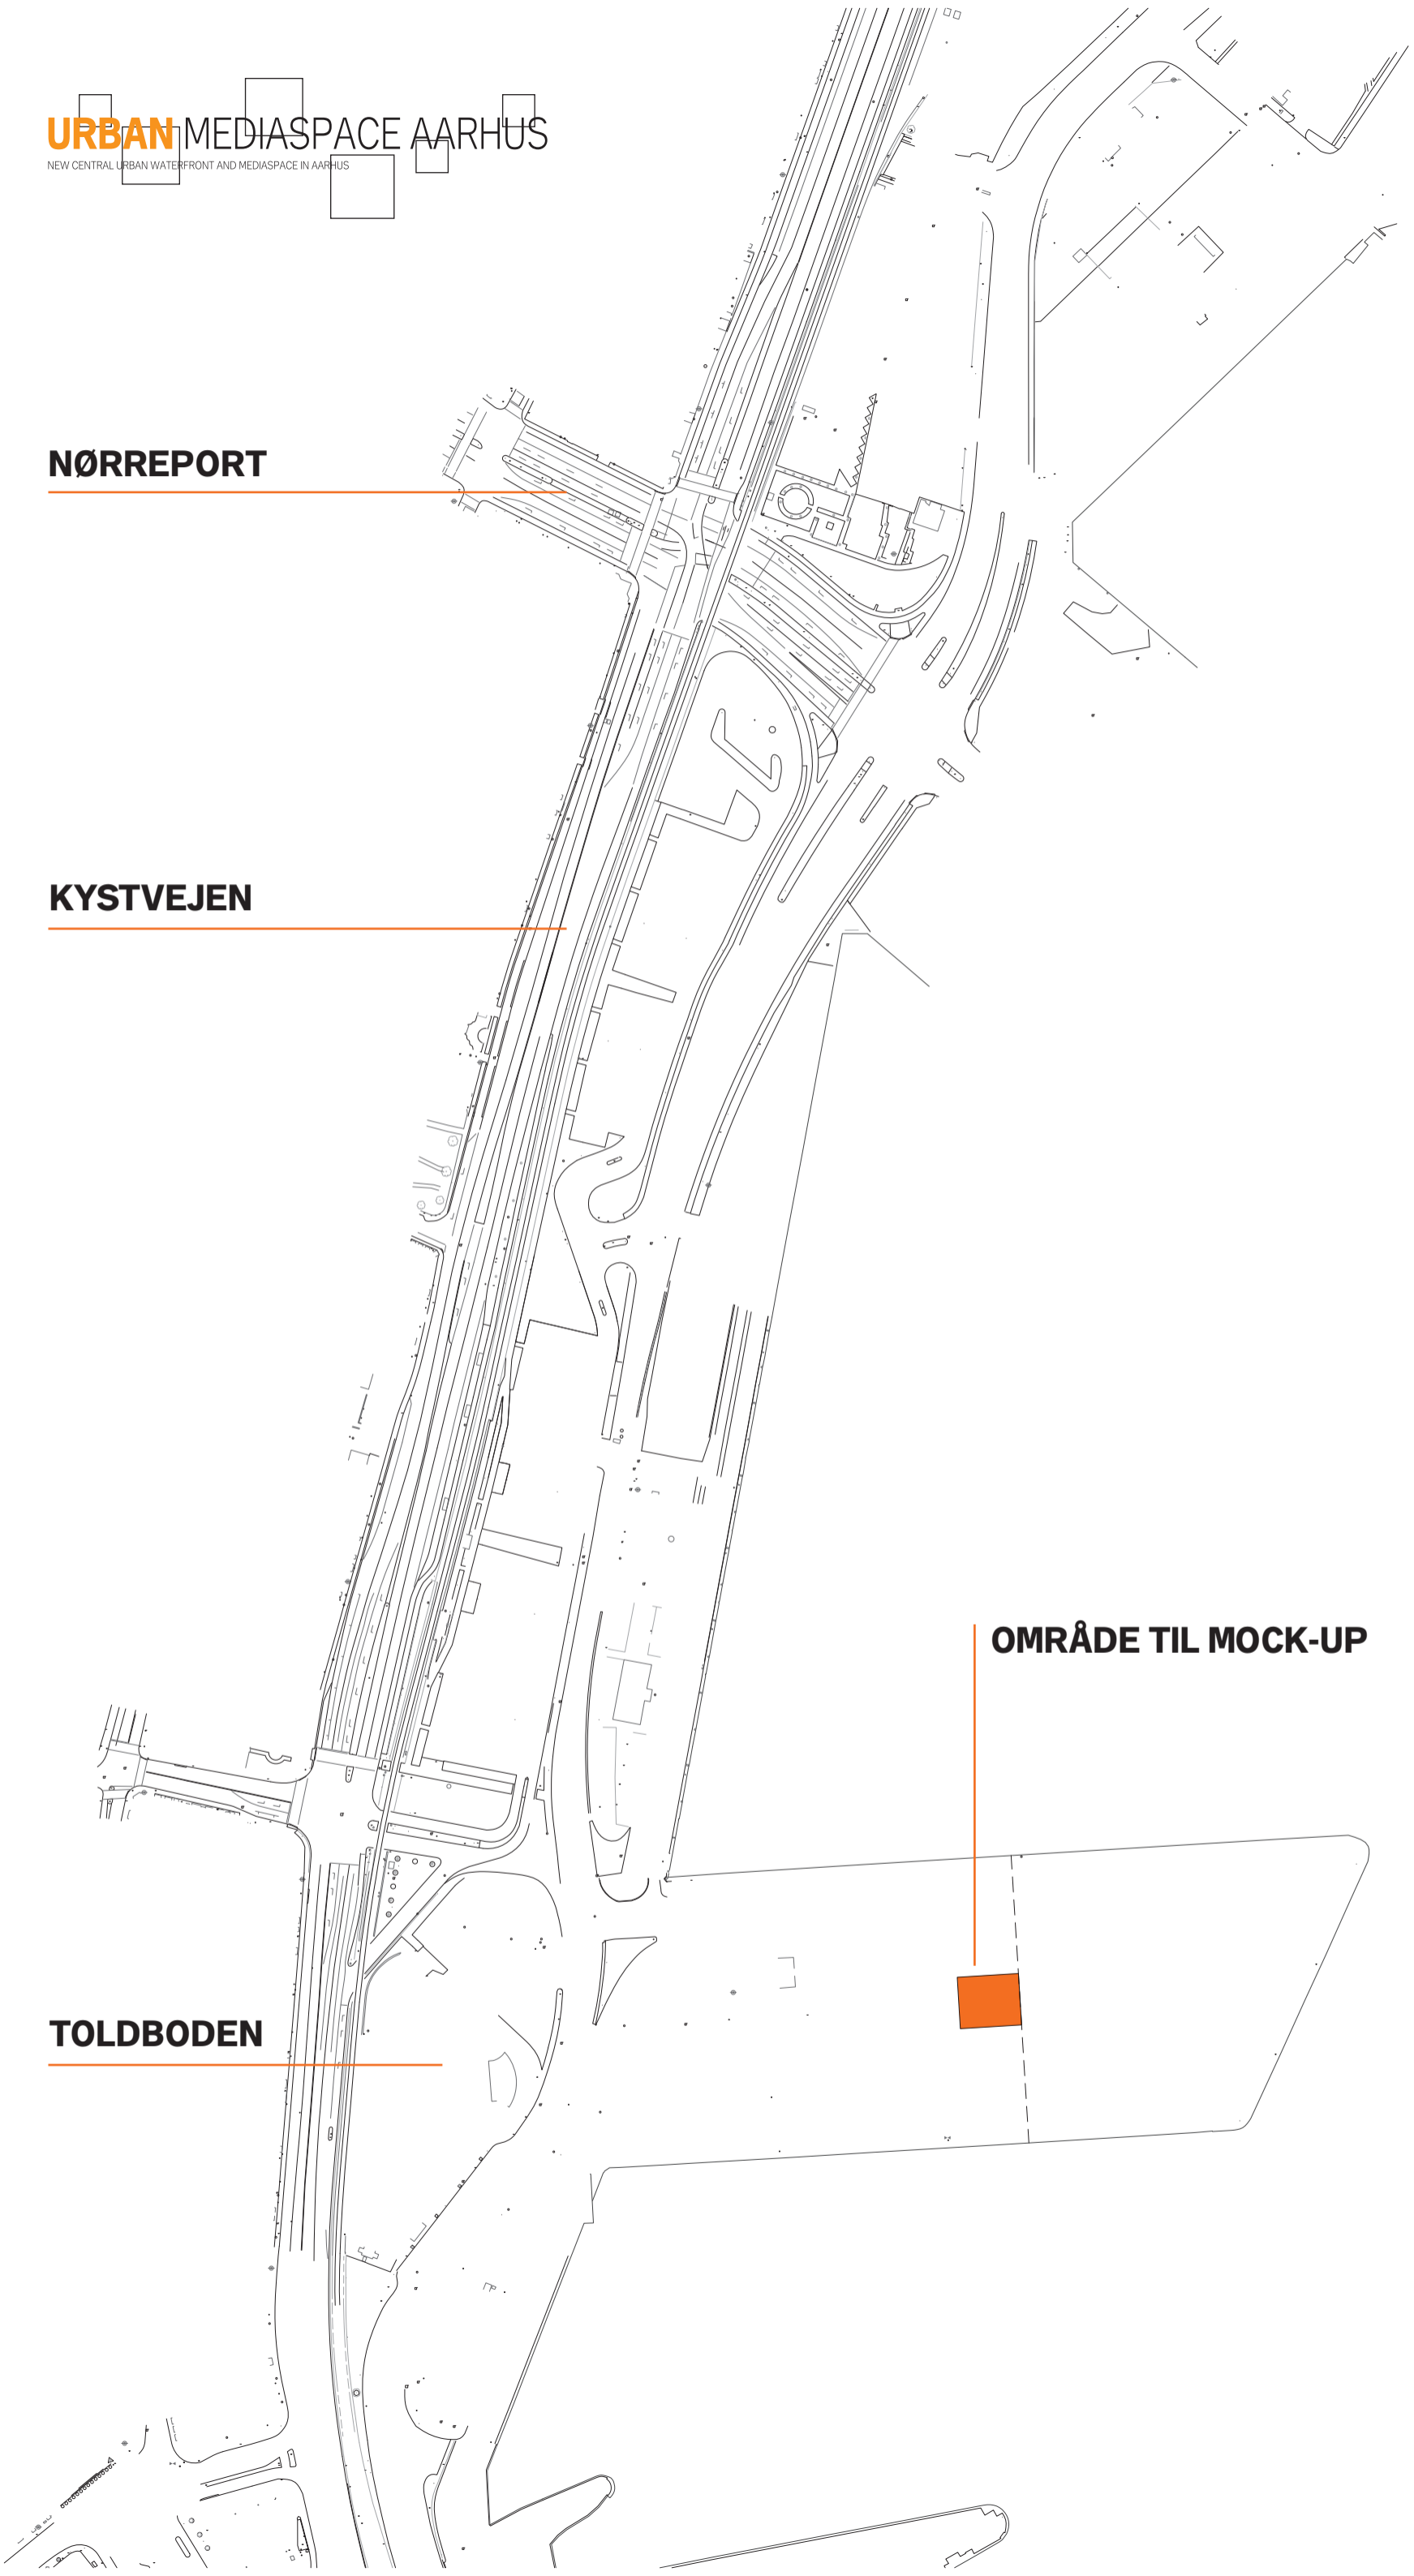 URBAN MEDIASPACE AARHUS
NEW CENTRAL URBAN WATERFRONT AND MEDIASPACE IN AARHUS
NØRREPORT
KYSTVEJEN
OMRÅDE TIL MOCK-UP
TOLDBODEN